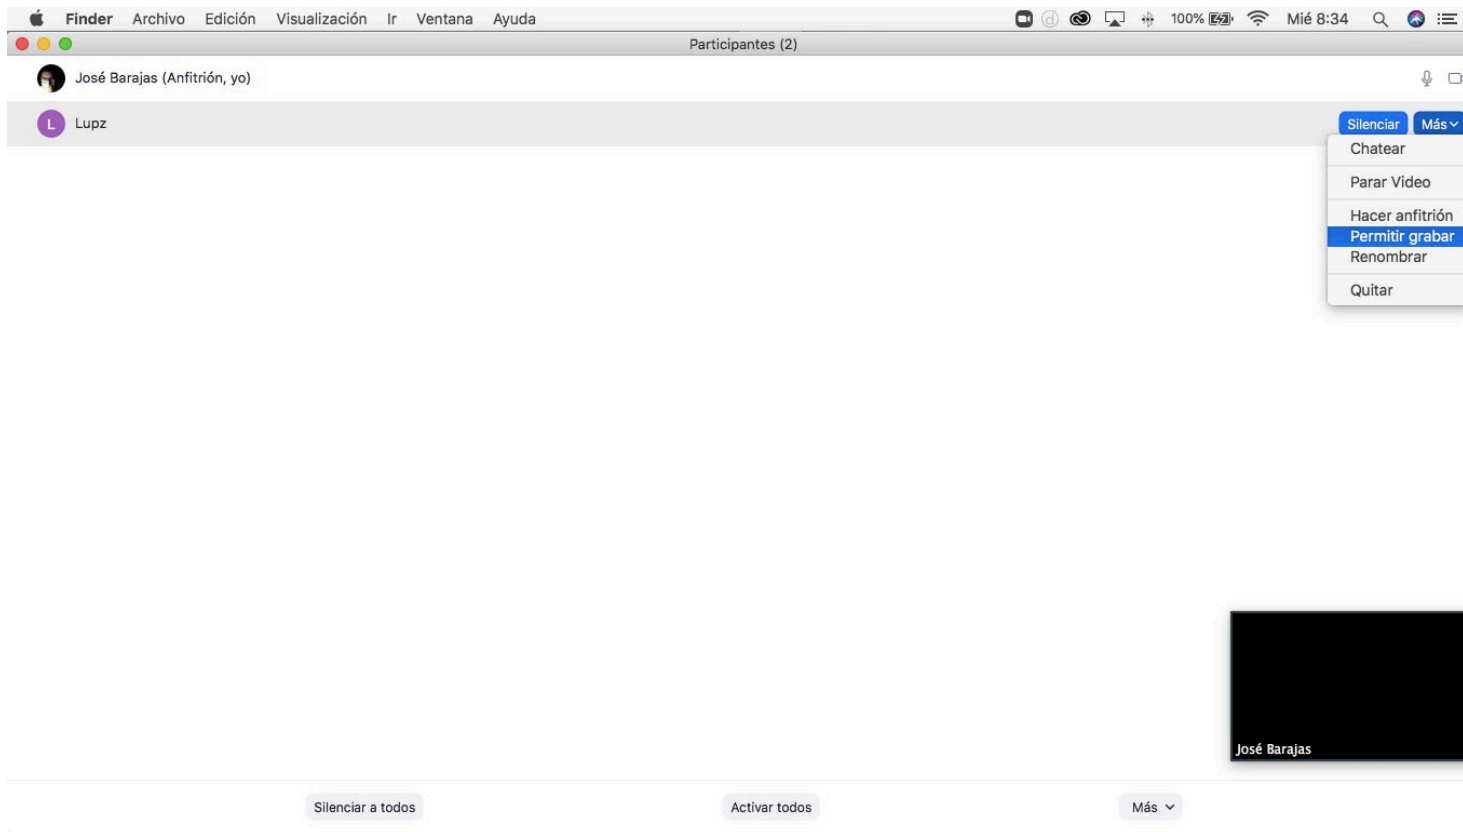 Finder Archivo Edición Visualización Ir Ventana Ayuda 100% Mié 8:34
Participantes (2)
José Barajas (Anfitrión, yo)
L Lupz Silenciar Más
Chatear
Parar Video
Hacer anfitrión
Permitir grabar
Renombrar
Quitar
José Barajas
Silenciar a todos Activar todos Más